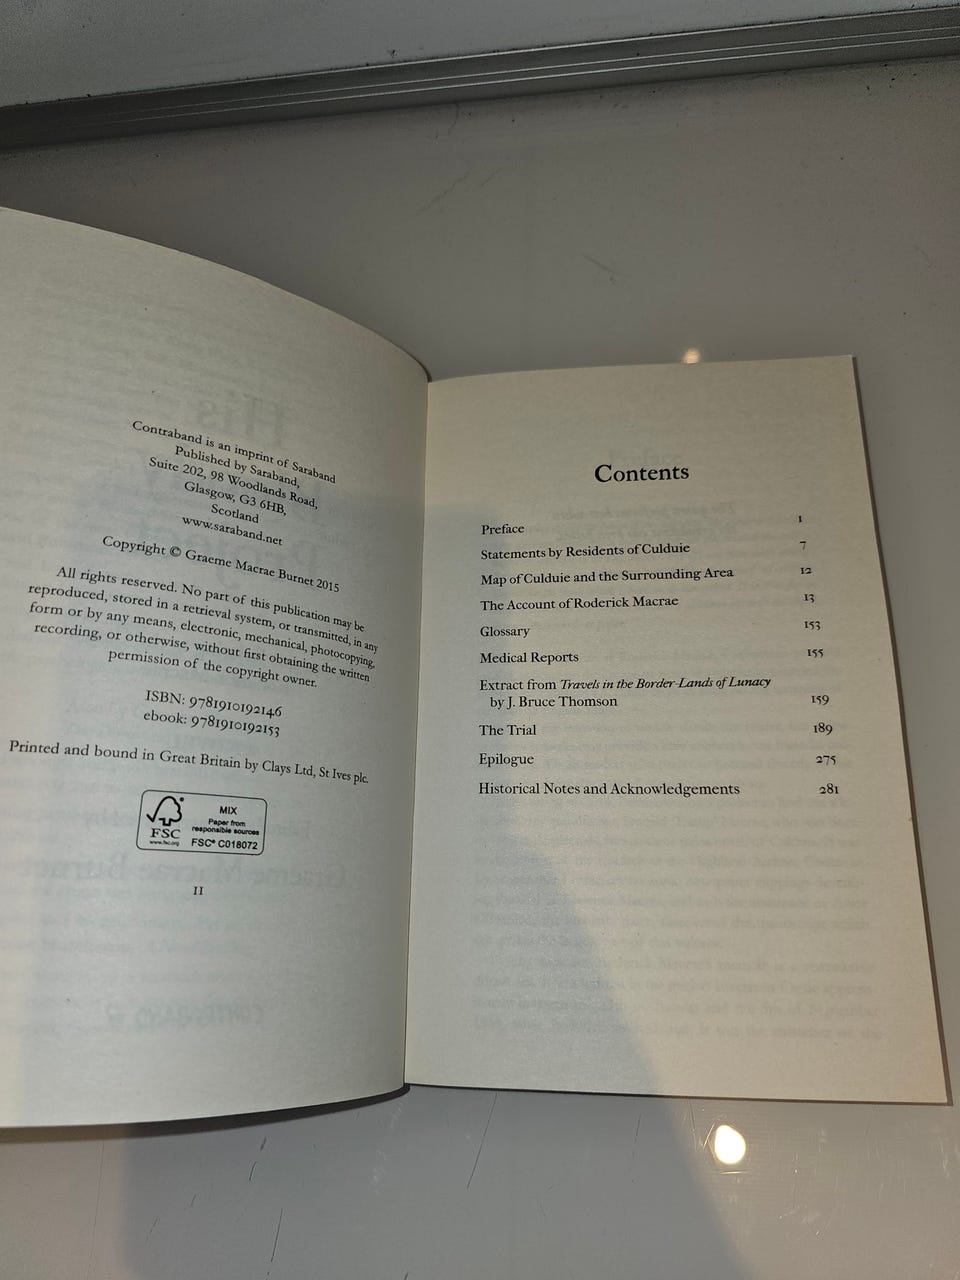 Contraband is an imprint of Saraband
Published by Saraband,
Suite 202, 98 Woodlands Road,
Glasgow, G3 6HB,
Scotland
www.saraband.net
Copyright © Graeme Macrae Burnet 2015
All rights reserved. No part of this publication may be
reproduced, stored in a retrieval system, or transmitted, in any
form or by any means, electronic, mechanical, photocopying,
recording, or otherwise, without first obtaining the written
permission of the copyright owner.
ISBN: 9781910192146
ebook: 9781910192153
Printed and bound in Great Britain by Clays Ltd, St Ives plc.
FSC
www.fsc.org
MIX
Paper from
responsible sources
FSC® C018072
11
Contents
Preface 1
Statements by Residents of Culduie 7
Map of Culduie and the Surrounding Area 12
The Account of Roderick Macrae 13
Glossary 153
Medical Reports 155
Extract from Travels in the Border-Lands of Lunacy
by J. Bruce Thomson 159
The Trial 189
Epilogue 275
Historical Notes and Acknowledgements 281